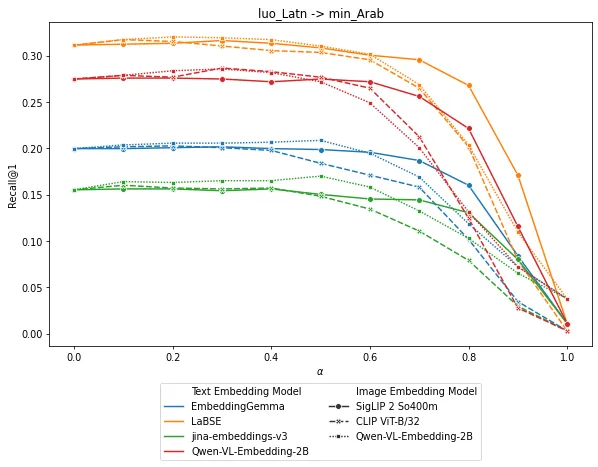 luo_Latn -> min_Arab
Recall@1
0.30
0.25
0.20
0.15
0.10
0.05
0.00
0.0 0.2 0.4 0.6 0.8 1.0
α
Text Embedding Model Image Embedding Model
EmbeddingGemma SigLIP 2 So400m
LaBSE CLIP ViT-B/32
jina-embeddings-v3 Qwen-VL-Embedding-2B
Qwen-VL-Embedding-2B